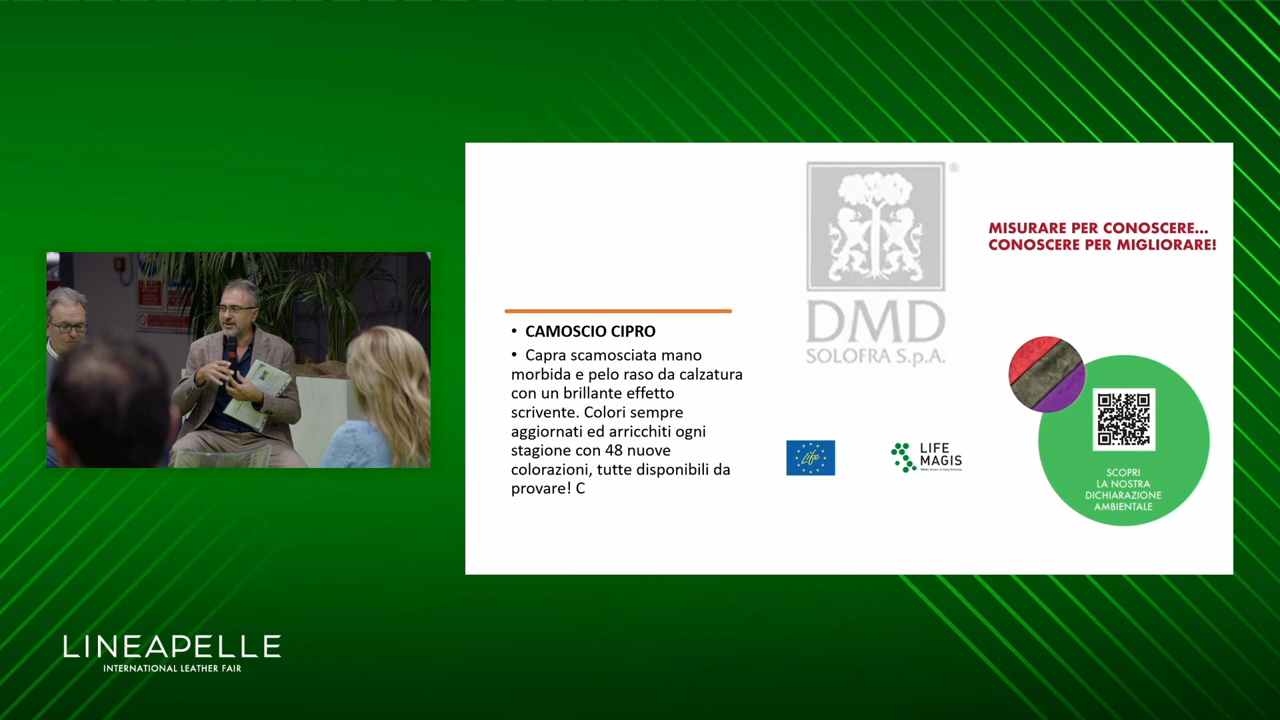 DMD
SOLOFRA S.p.A.
®
MISURARE PER CONOSCERE...
CONOSCERE PER MIGLIORARE!
• CAMOSCIO CIPRO
• Capra scamosciata mano
morbida e pelo raso da calzatura
con un brillante effetto
scrivente. Colori sempre
aggiornati ed arricchiti ogni
stagione con 48 nuove
colorazioni, tutte disponibili da
provare! C
Life
LIFE
MAGIS
SCOPRI
LA NOSTRA
DICHIARAZIONE
AMBIENTALE
LINEAPELLE
INTERNATIONAL LEATHER FAIR